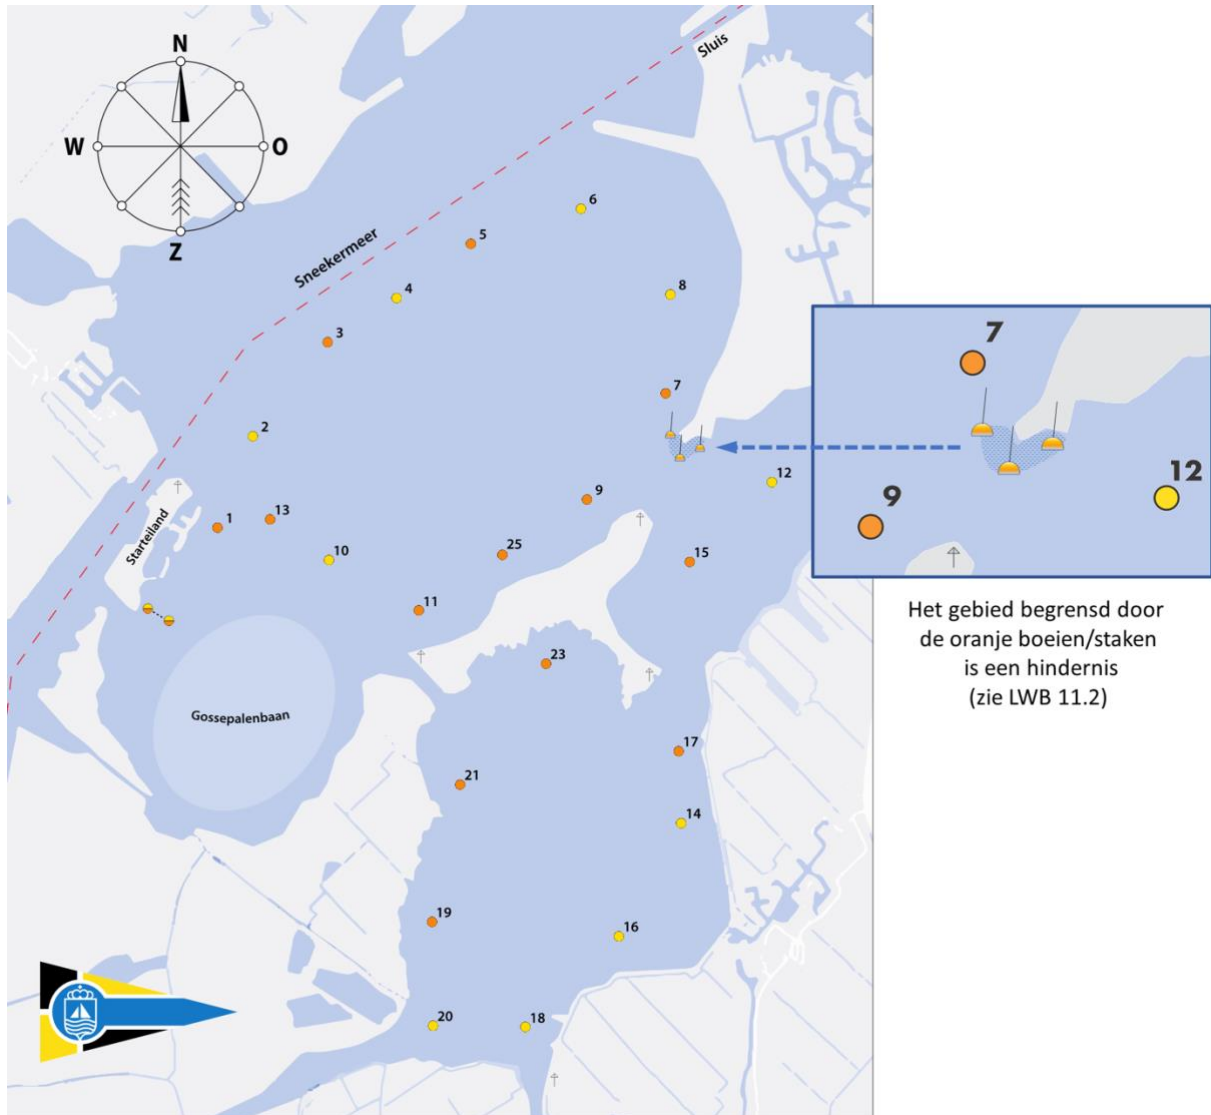 N
W
O
Z
Sluis
Sneekermeer
6
5
4
8
3
7
2
12
9
1
13
Starteiland
10
25
15
11
23
Gossepalenbaan
17
21
14
19
16
20
18
7
12
9
Het gebied begrensd door
de oranje boeien/staken
is een hindernis
(zie LWB 11.2)